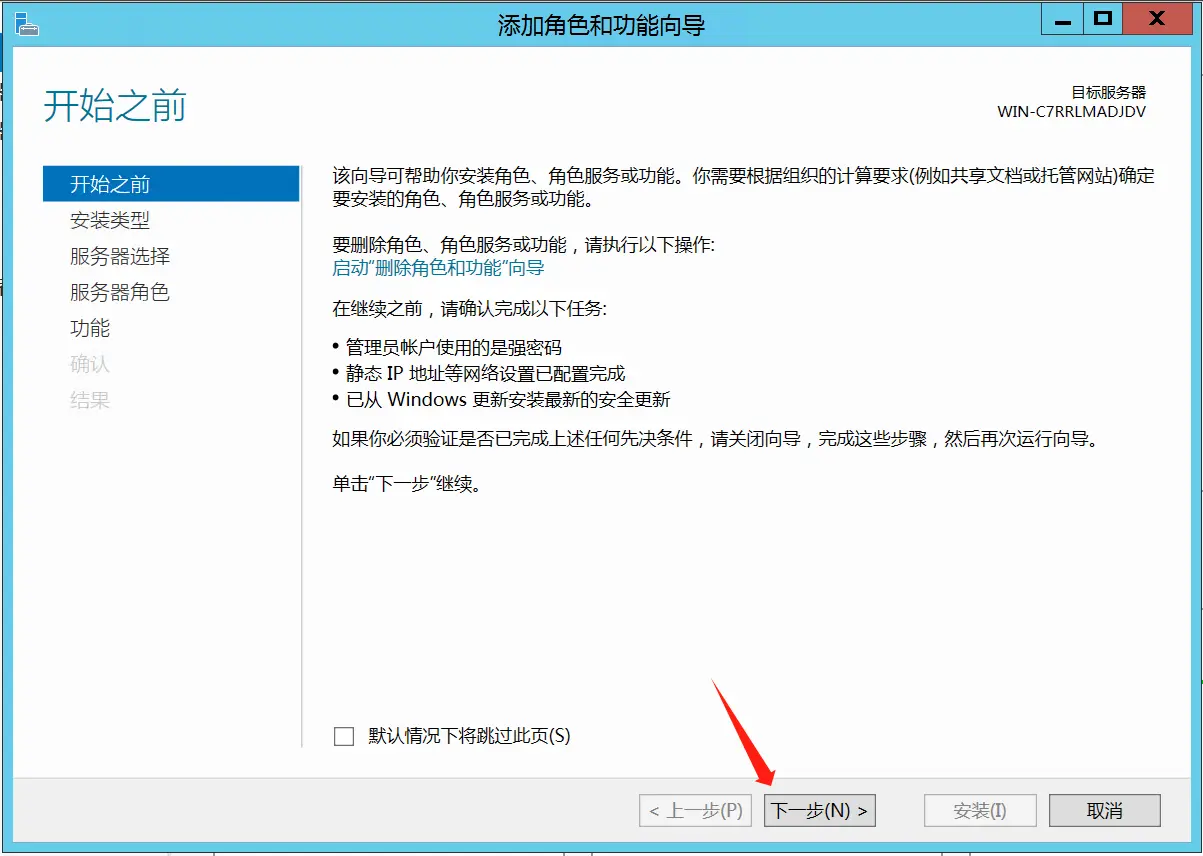 添加角色和功能向导
开始之前
目标服务器
WIN-C7RRLMADJDV
开始之前
安装类型
服务器选择
服务器角色
功能
确认
结果
该向导可帮助你安装角色、角色服务或功能。你需要根据组织的计算要求(例如共享文档或托管网站)确定
要安装的角色、角色服务或功能。
要删除角色、角色服务或功能，请执行以下操作:
启动"删除角色和功能"向导
在继续之前，请确认完成以下任务:
• 管理员帐户使用的是强密码
• 静态 IP 地址等网络设置已配置完成
• 已从 Windows 更新安装最新的安全更新
如果你必须验证是否已完成上述任何先决条件，请关闭向导，完成这些步骤，然后再次运行向导。
单击"下一步"继续。
默认情况下将跳过此页(S)
< 上一步(P)
下一步(N) >
安装(I)
取消